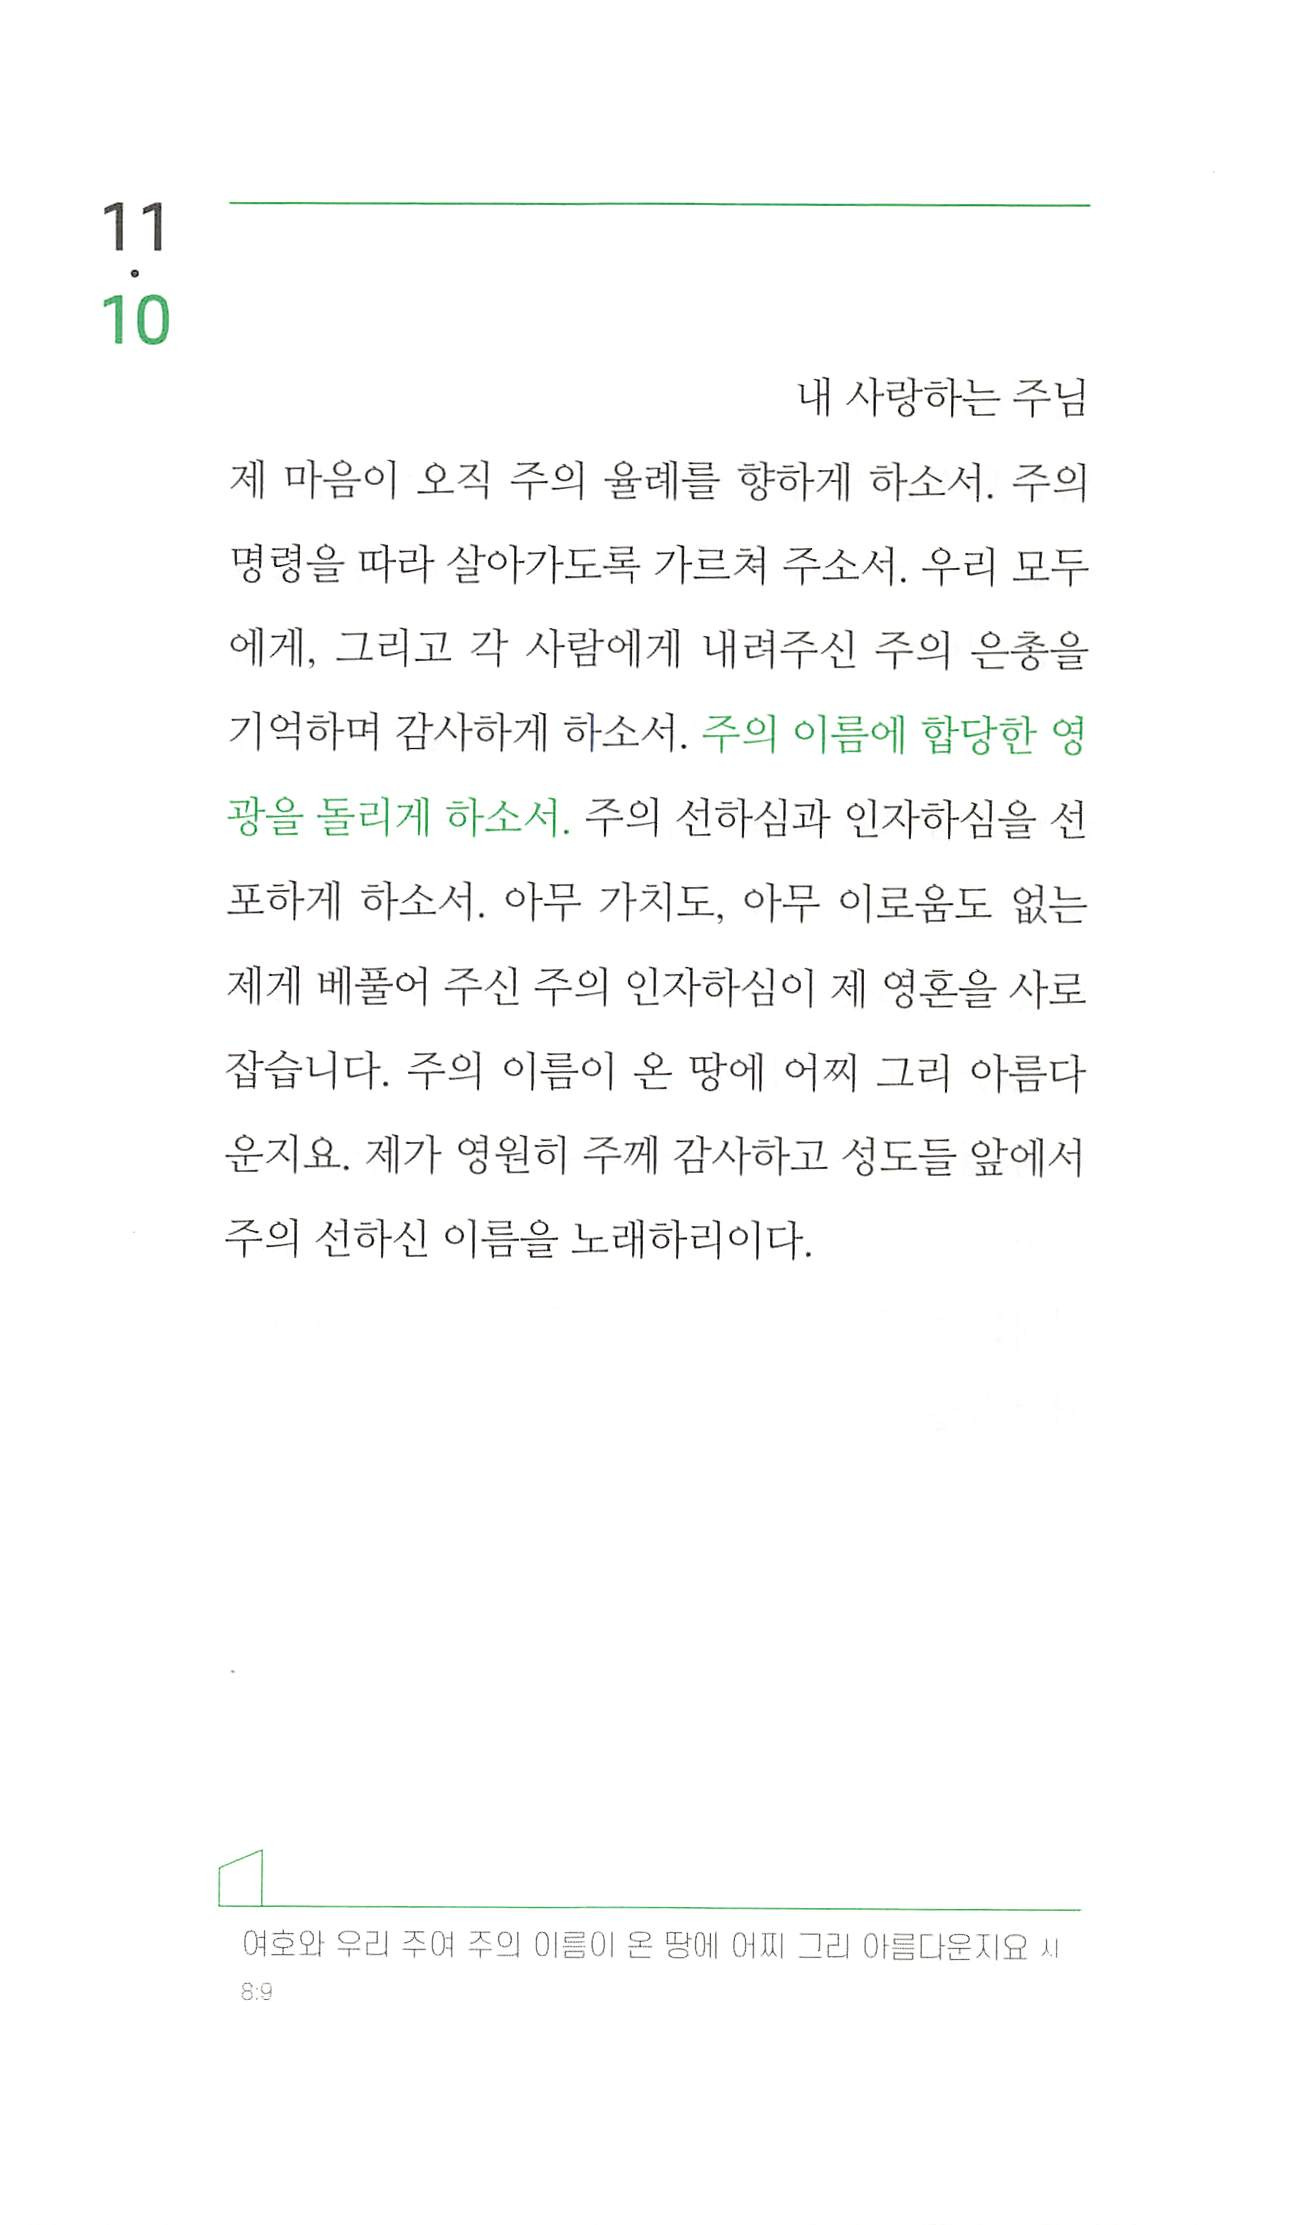 11
·
10
내 사랑하는 주님
제 마음이 오직 주의 율례를 향하게 하소서. 주의
명령을 따라 살아가도록 가르쳐 주소서. 우리 모두
에게, 그리고 각 사람에게 내려주신 주의 은총을
기억하며 감사하게 하소서. 주의 이름에 합당한 영
광을 돌리게 하소서. 주의 선하심과 인자하심을 선
포하게 하소서. 아무 가치도, 아무 이로움도 없는
제게 베풀어 주신 주의 인자하심이 제 영혼을 사로
잡습니다. 주의 이름이 온 땅에 어찌 그리 아름다
운지요. 제가 영원히 주께 감사하고 성도들 앞에서
주의 선하신 이름을 노래하리이다.
여호와 우리 주여 주의 이름이 온 땅에 어찌 그리 아름다운지요 시
8:9